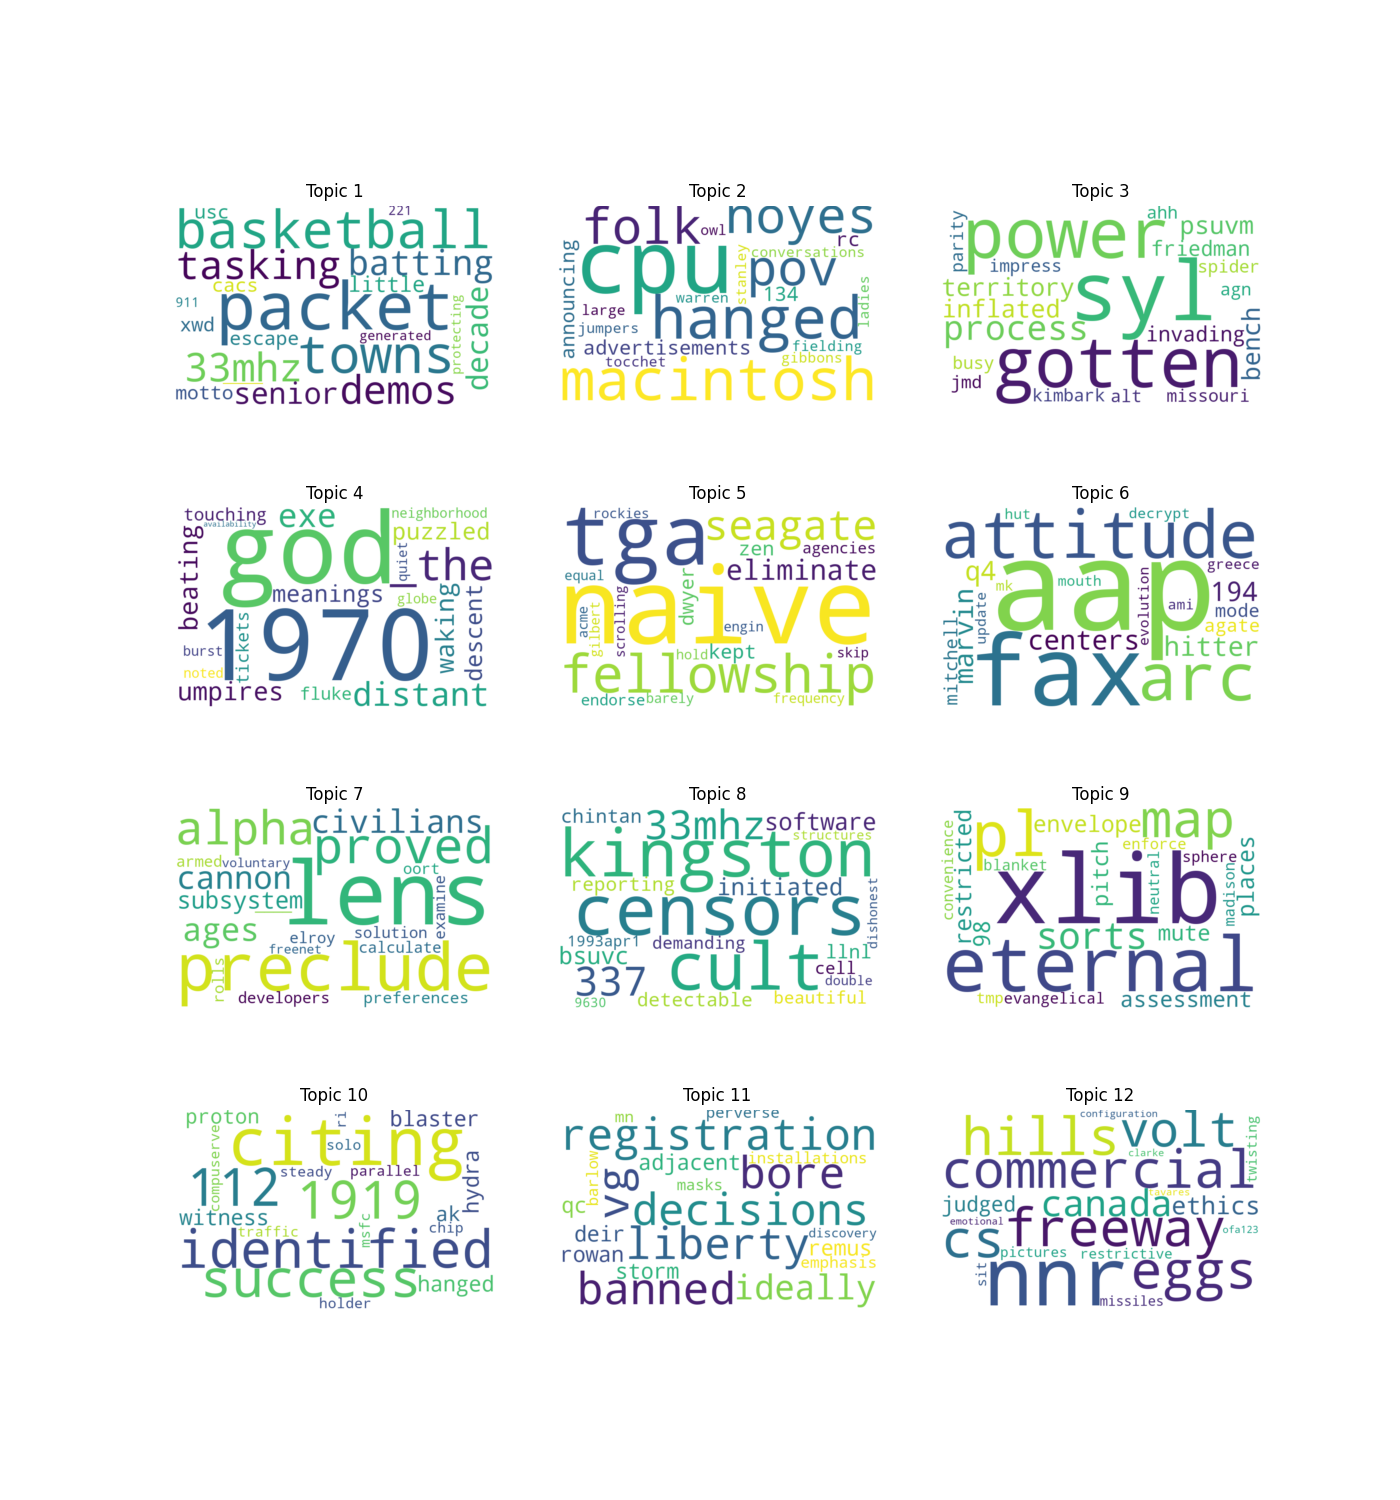 Topic 1
usc 221
basketball
tasking batting
cacs little
911 packet decade
xwd escape generated protecting
33mhz towns
motto senior demos
Topic 2
folk owl noyes
rc
announcing cpu stanley conversations
pov
warren 134 ladies
large hanged
jumpers
advertisements fielding
tocchet gibbons
macintosh
Topic 3
parity power ahh psuvm
friedman
impress spider
territory syl agn
inflated
process invading bench
busy gotten
jmd kimbark alt missouri
Topic 4
touching exe neighborhood
availability puzzled
beating god quiet _the
meanings globe
1970 waking descent
burst tickets
noted
umpires fluke distant
Topic 5
rockies
tga seagate
zen agencies
equal dwyer eliminate
acme gilbert scrolling naive
engin
hold kept skip
fellowship
endorse barely frequency
Topic 6
hut decrypt
attitude
q4 mk mouth greece
aap evolution 194
update ami mode
mitchell marvin centers agate
hitter
fax arc
Topic 7
alpha civilians
proved
armed voluntary
cannon oort
subsystem lens examine
ages elroy solution
freenet calculate
preclude
rolls developers preferences
Topic 8
chintan 33mhz software
structures
kingston
reporting initiated
censors dishonest
1993apr1 demanding
bsuvc llnl
337 cult cell
double
9630 detectable beautiful
Topic 9
convenience restricted pl envelope map
enforce
blanket sphere
xlib pitch neutral madison places
98 sorts mute
eternal
tmp evangelical assessment
Topic 10
proton ri blaster
compuserve citing
solo
steady parallel
112 1919 hydra
witness ak
traffic msfc chip
identified
success hanged
holder
Topic 11
mn perverse
registration
barlow adjacent installations
vg masks bore
qc decisions
deir discovery
rowan liberty remus
storm emphasis
banned ideally
Topic 12
configuration
hills volt twisting
clarke
commercial
tavares
judged canada ethics
emotional freeway ofa123
cs pictures restrictive
sit nnr eggs
missiles